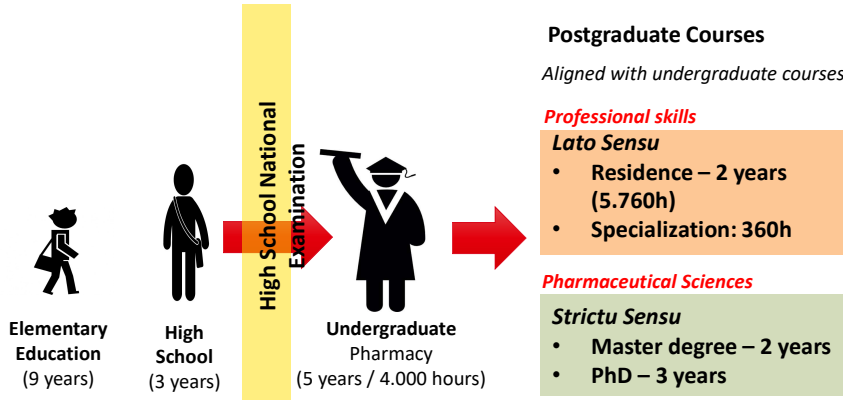 Elementary
Education
(9 years)
High
School
(3 years)
High School National
Examination
Undergraduate
Pharmacy
(5 years / 4.000 hours)
Postgraduate Courses
Aligned with undergraduate courses
Professional skills
Lato Sensu
• Residence – 2 years
(5.760h)
• Specialization: 360h
Pharmaceutical Sciences
Strictu Sensu
• Master degree – 2 years
• PhD – 3 years